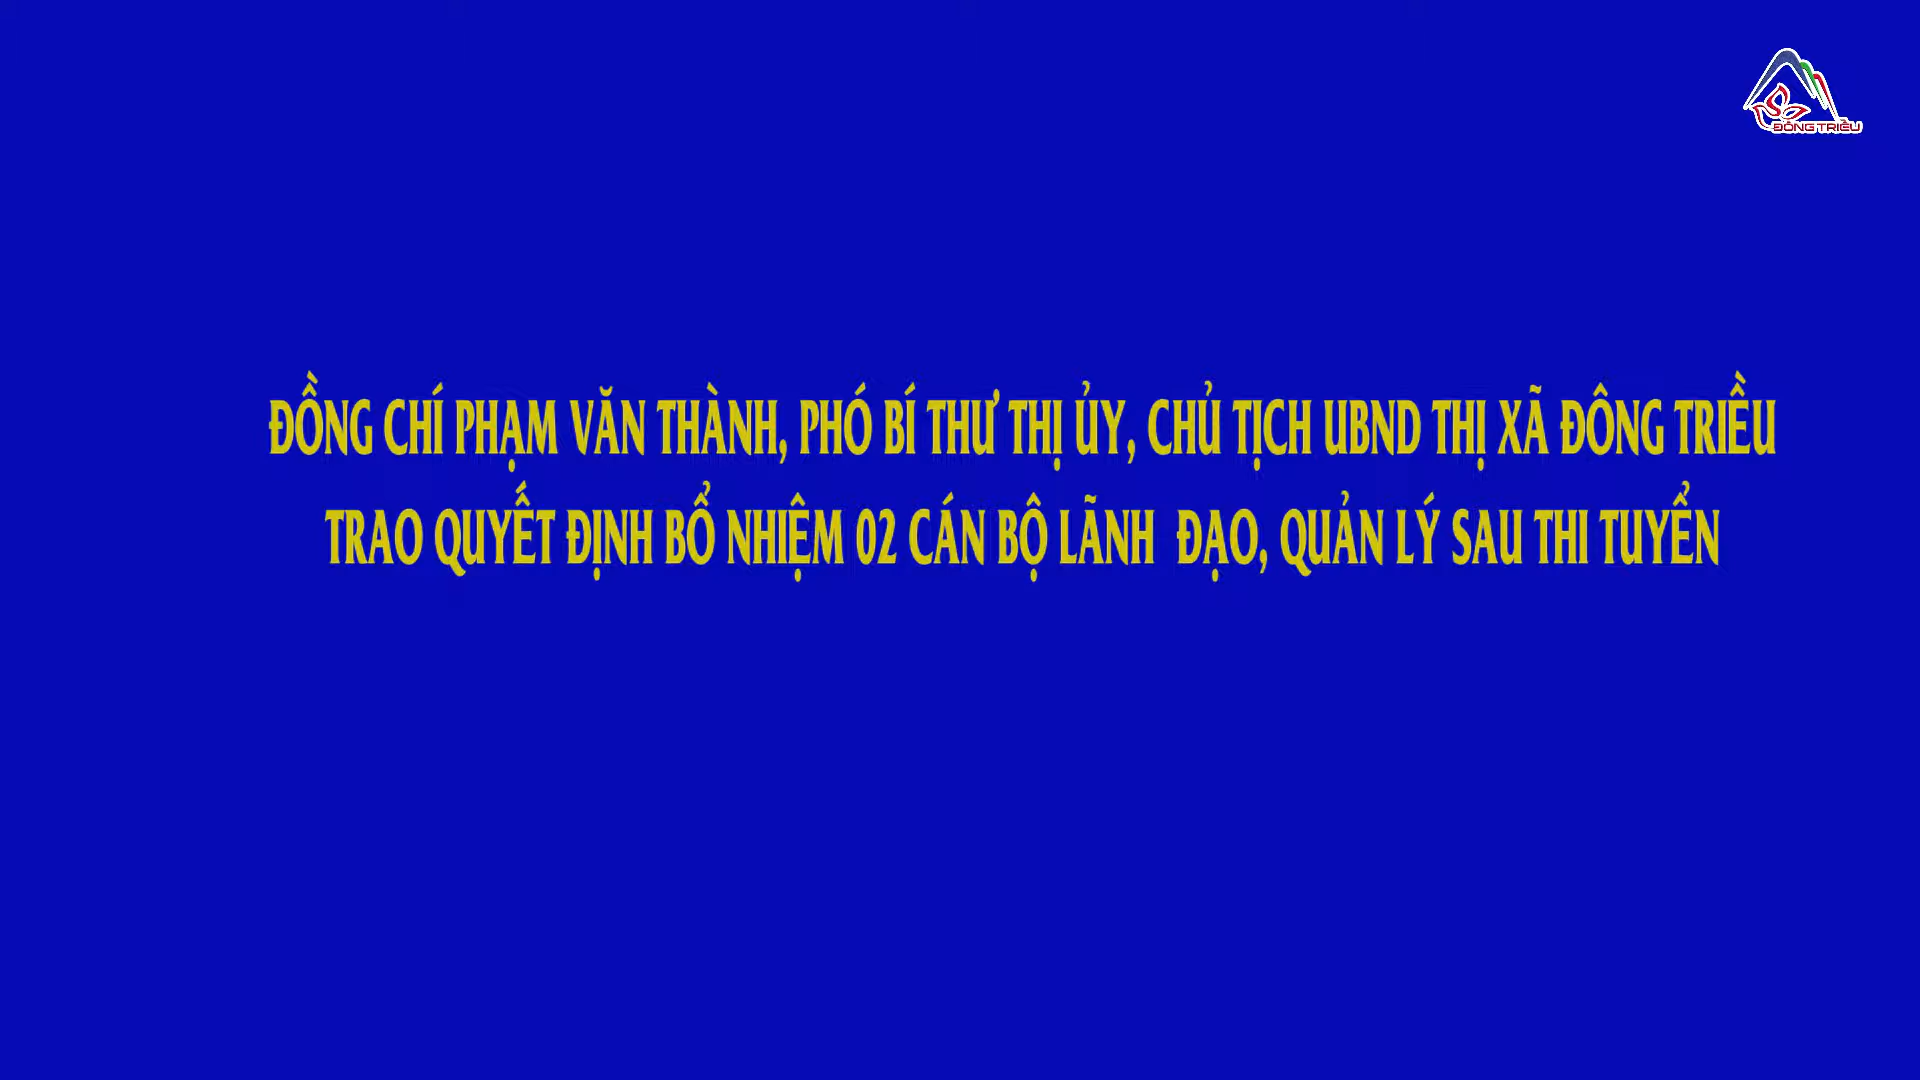 ĐÔNG TRIỀU
ĐỒNG CHÍ PHẠM VĂN THÀNH, PHÓ BÍ THƯ THỊ ỦY, CHỦ TỊCH UBND THỊ XÃ ĐÔNG TRIỀU
TRAO QUYẾT ĐỊNH BỔ NHIỆM 02 CÁN BỘ LÃNH ĐẠO, QUẢN LÝ SAU THI TUYỂN